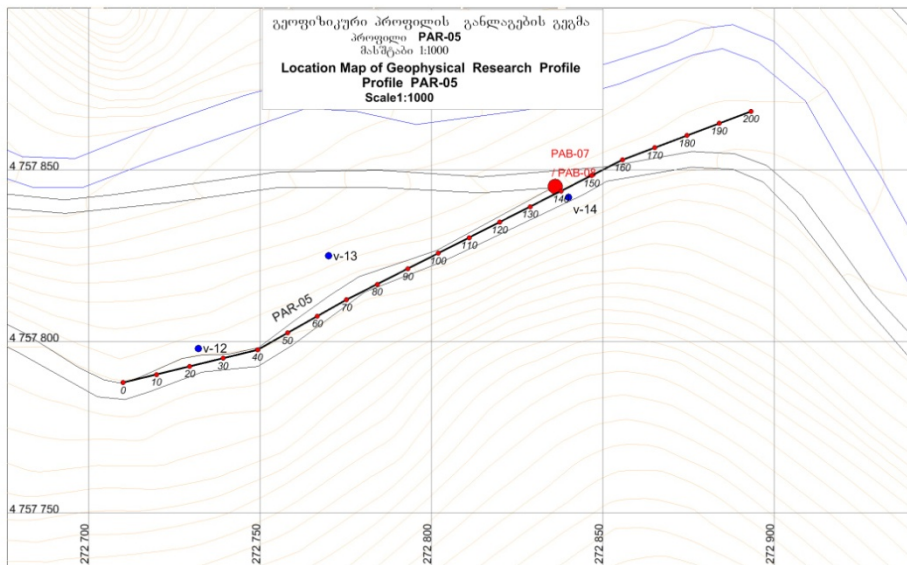 გეოფიზიკური პროფილის განლაგების გეგმა
პროფილი PAR-05
მასშტაბი 1:1000
Location Map of Geophysical Research Profile
Profile PAR-05
Scale1:1000
PAB-07
/ PAB-08
4 757.850
4 757.800
4 757.750
v-12
v-13
v-14
PAR-05
0
10
20
30
40
50
60
70
80
90
100
110
120
130
140
150
160
170
180
190
200
272.700
272.750
272.800
272.850
272.900